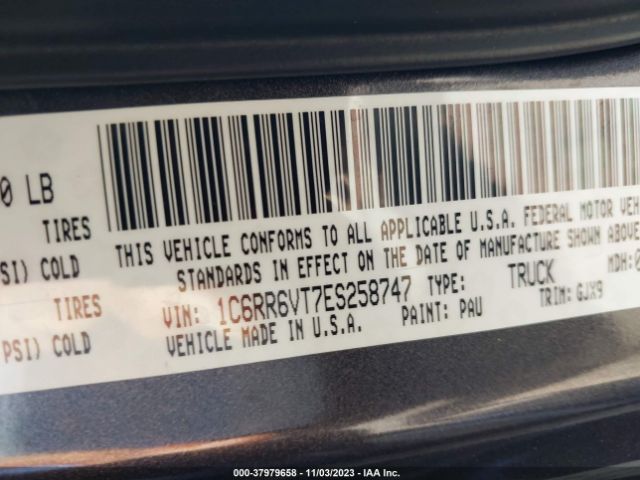 0 LB
TIRES
SI) COLD
TIRES
PSI) COLD
THIS VEHICLE CONFORMS TO ALL APPLICABLE U.S.A. FEDERAL MOTOR VEH
STANDARDS IN EFFECT ON THE DATE OF MANUFACTURE SHOWN ABOVE
VIN: 1C6RR6VT7ES258747 TYPE: TRUCK MDH:0
VEHICLE MADE IN U.S.A. PAINT: PAU TRIM: GJX9
000-37979658 - 11/03/2023 - IAA Inc.